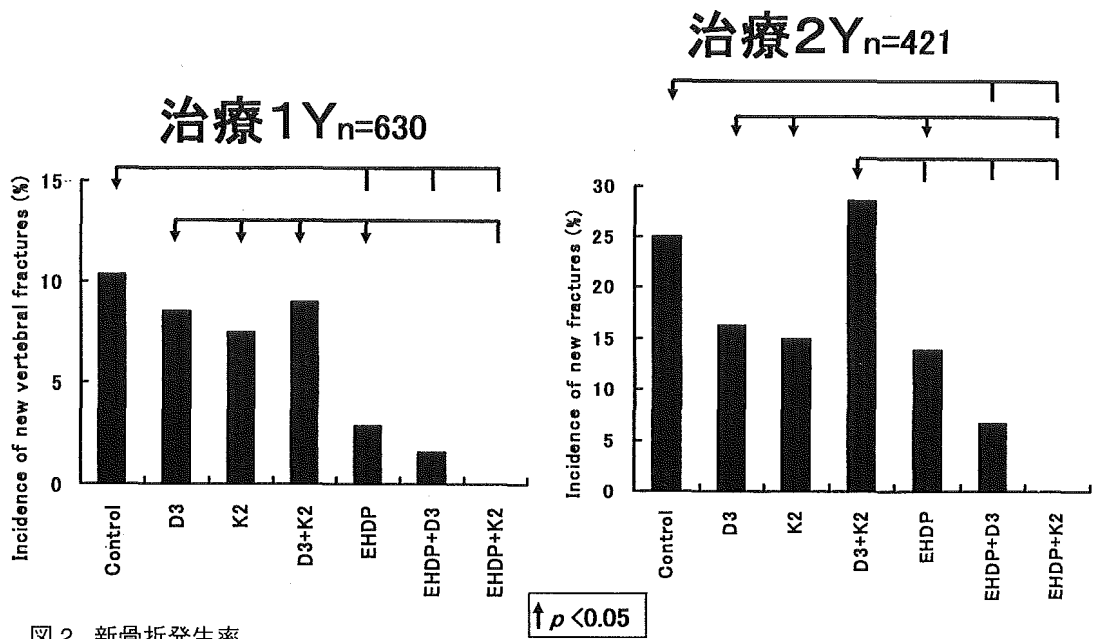 治療1Yn=630
Incidence of new vertebral fractures (%)
15
10
5
0
Control
D3
K2
D3+K2
EHDP
EHDP+D3
EHDP+K2
治療2Yn=421
Incidence of new fractures (%)
30
25
20
15
10
5
0
Control
D3
K2
D3+K2
EHDP
EHDP+D3
EHDP+K2
↑ p <0.05
図2 新骨折発生率